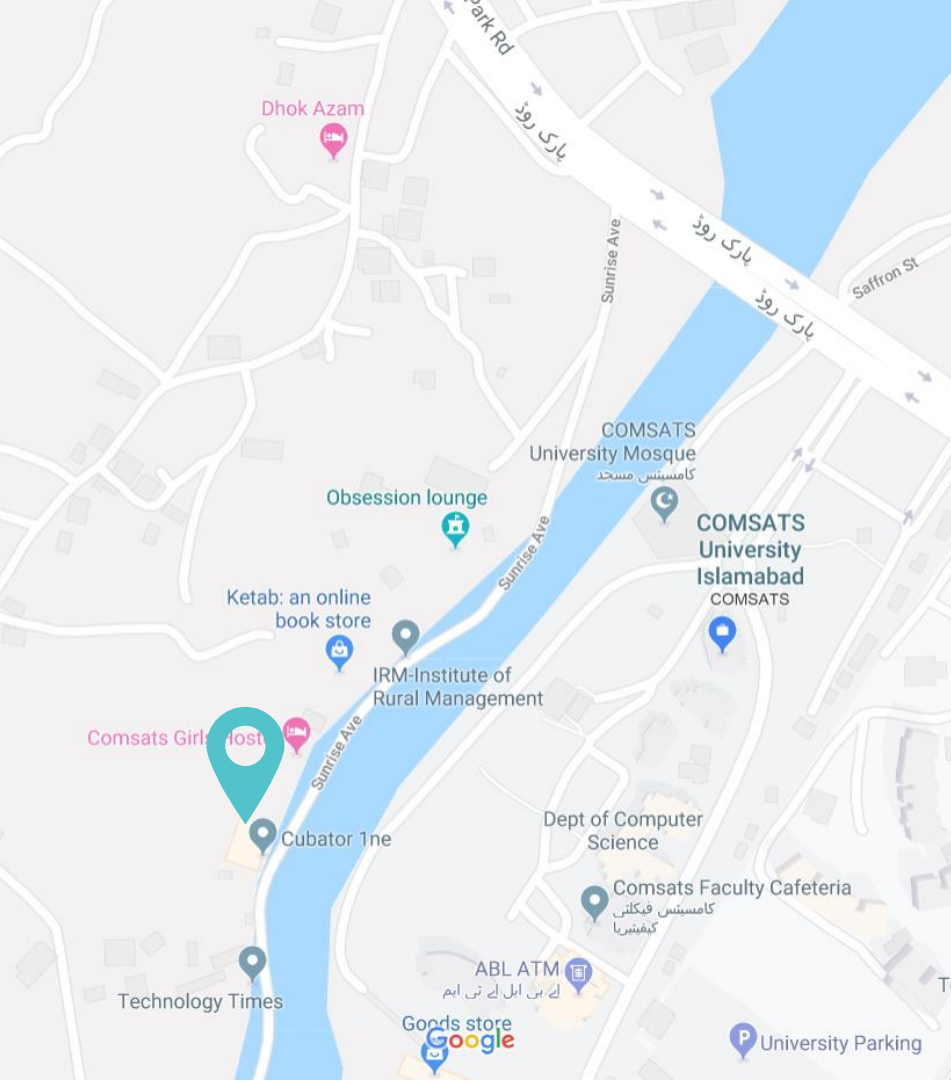 Park Rd
پارک روڈ
Dhok Azam
Sunrise Ave
پارک روڈ
Saffron St
پارک روڈ
COMSATS
University Mosque
کامسیٹس مسجد
Obsession lounge
COMSATS
University
Islamabad
COMSATS
Sunrise Ave
Ketab: an online
book store
IRM-Institute of
Rural Management
Comsats Girls Host
Sunrise Ave
Cubator 1ne
Dept of Computer
Science
Comsats Faculty Cafeteria
کامسیٹس فیکلٹی
کیفیٹیریا
ABL ATM
اے بی ایل اے ٹی ایم
Technology Times
Goods store
Google
University Parking